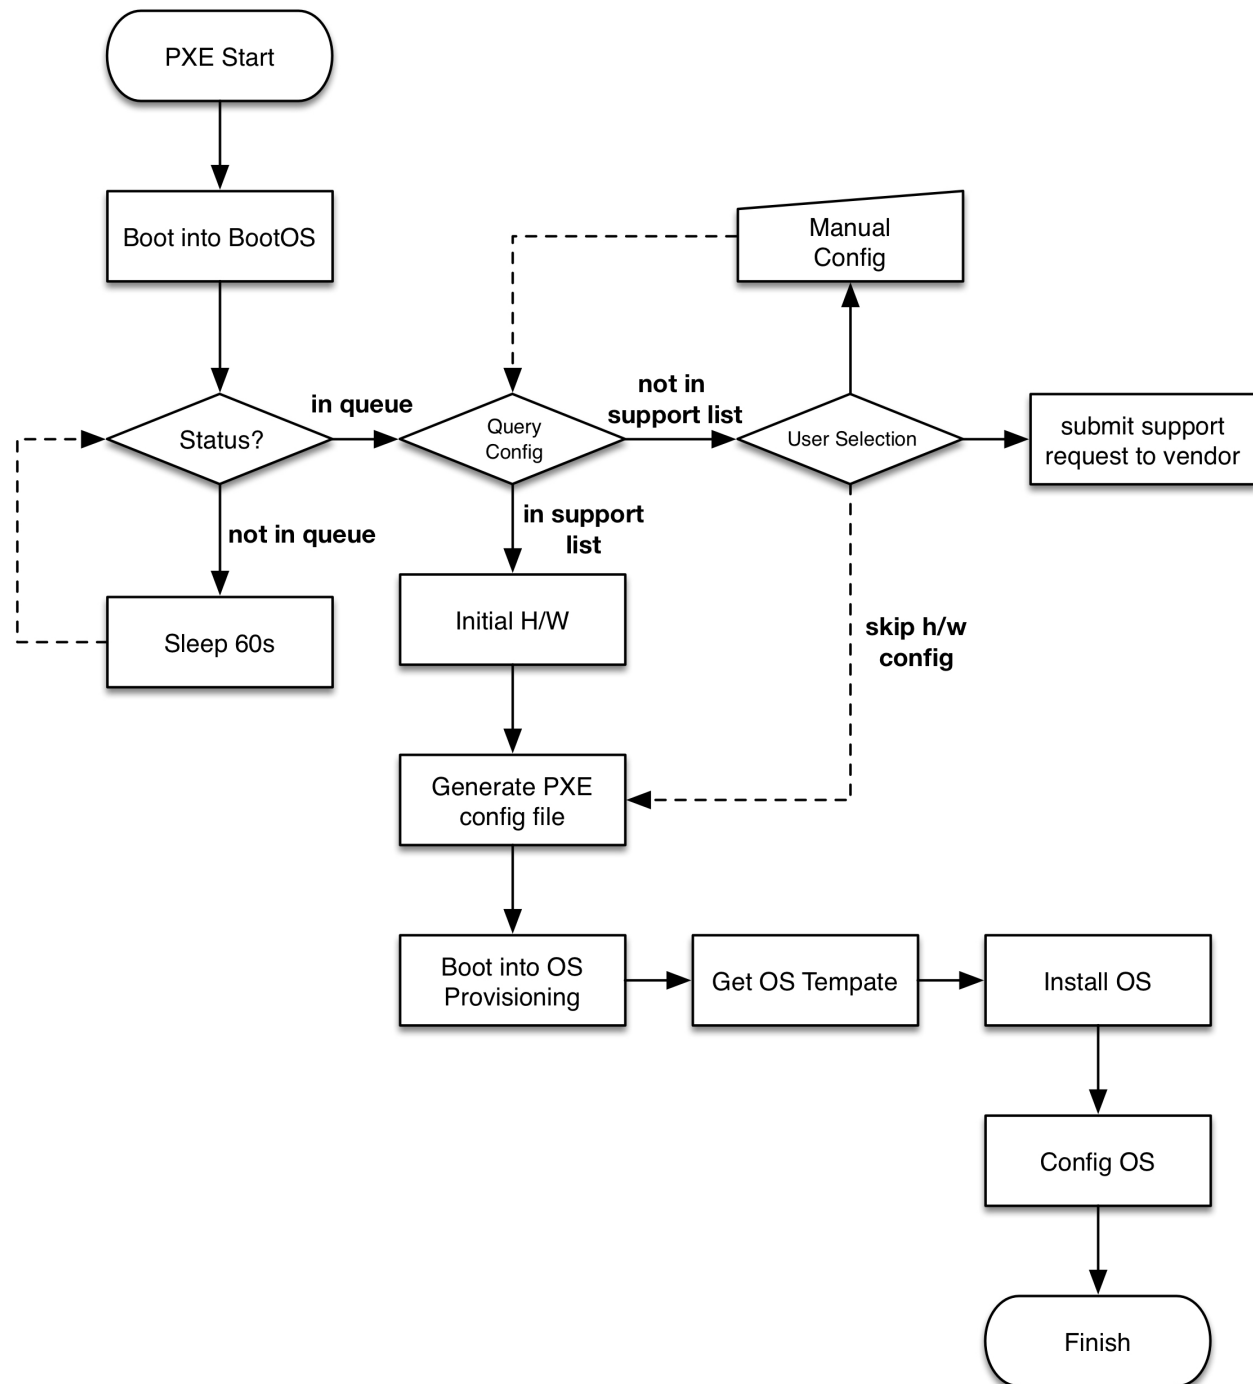 PXE Start
Boot into BootOS
Manual
Config
Status?
in queue
Query
Config
not in
support list
User Selection
submit support
request to vendor
not in queue
in support
list
Sleep 60s
Initial H/W
skip h/w
config
Generate PXE
config file
Boot into OS
Provisioning
Get OS Tempate
Install OS
Config OS
Finish